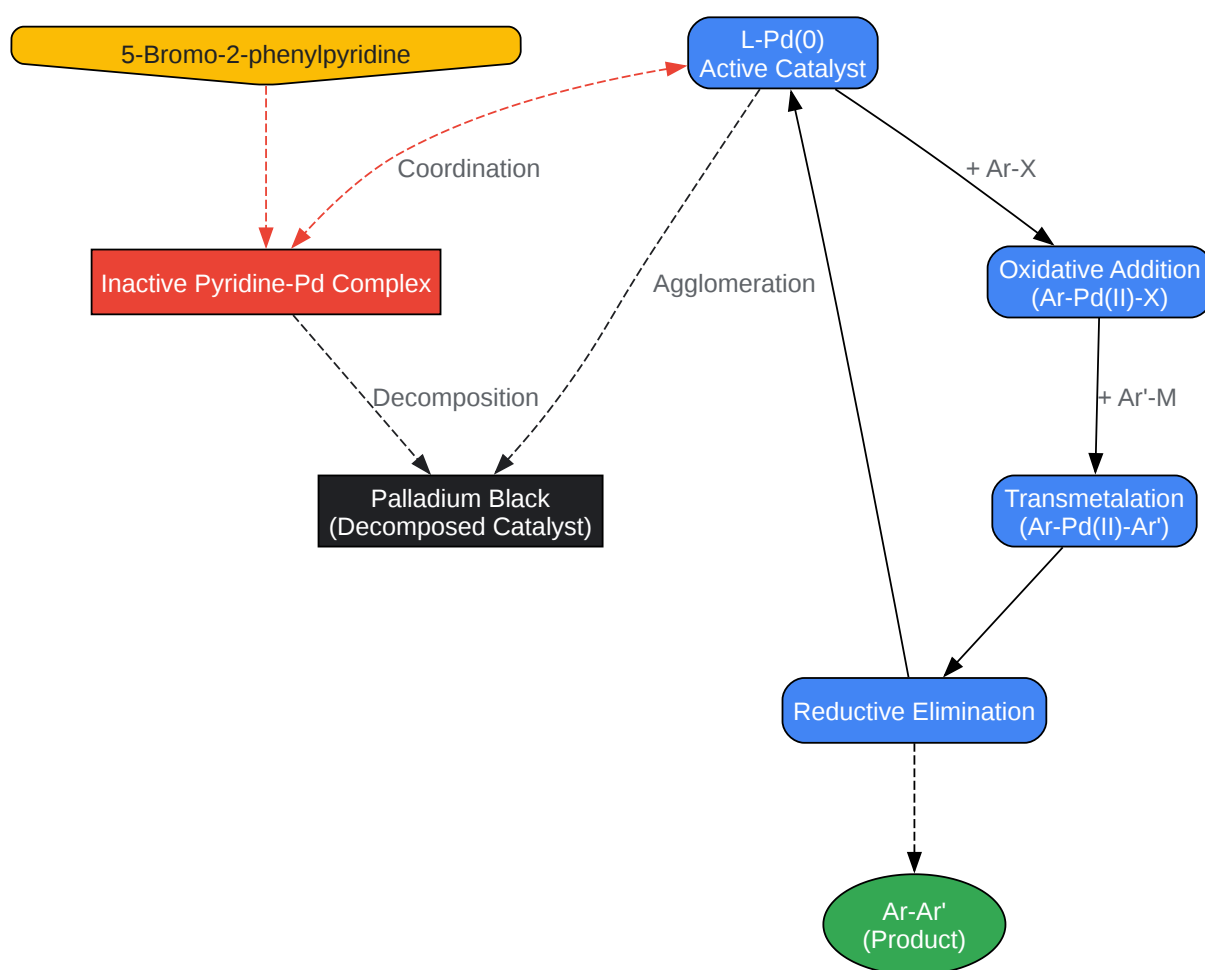 5-Bromo-2-phenylpyridine
L-Pd(0)
Active Catalyst
Coordination
+ Ar-X
Inactive Pyridine-Pd Complex
Agglomeration
Oxidative Addition
(Ar-Pd(II)-X)
Decomposition
+ Ar'-M
Palladium Black
(Decomposed Catalyst)
Transmetalation
(Ar-Pd(II)-Ar')
Reductive Elimination
Ar-Ar'
(Product)